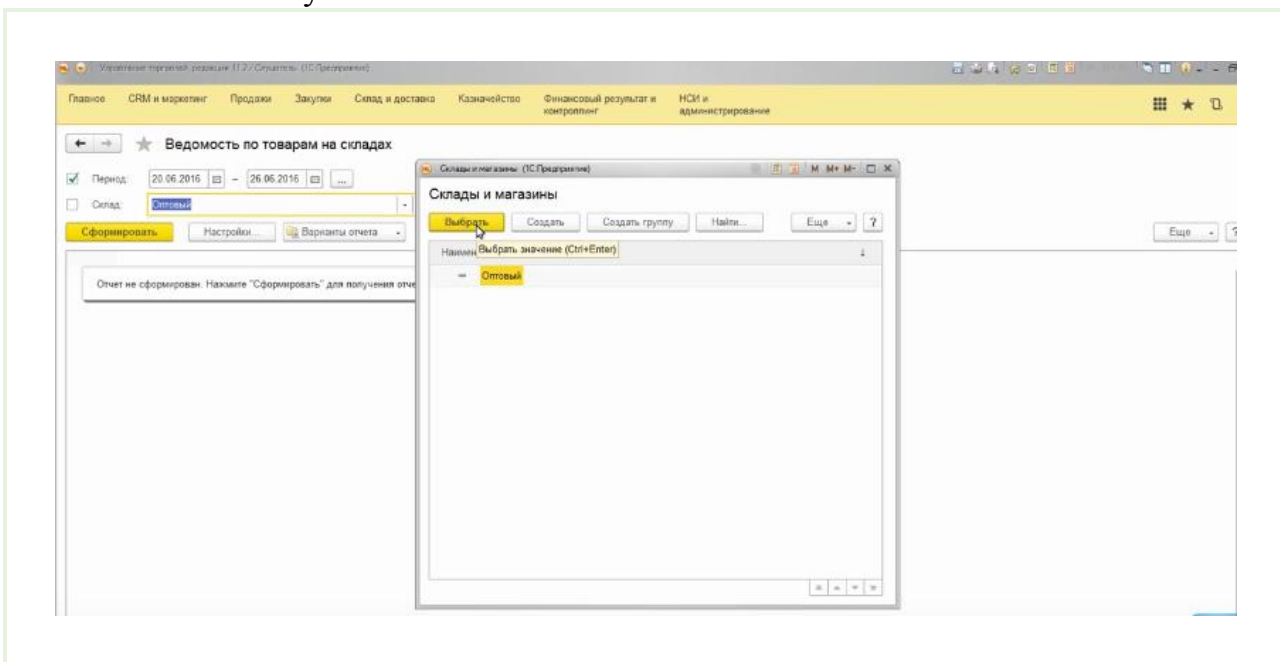 Управление торговлей, редакция 11.2 / Слушатель (1С:Предприятие)
Главное CRM и маркетинг Продажи Закупки Склад и доставка Казначейство Финансовый результат и контроллинг НСИ и администрирование
Ведомость по товарам на складах
Период: 20.06.2016 – 26.06.2016 ...
Склад: Оптовый
Сформировать Настройки... Варианты отчета Еще ?
Отчет не сформирован. Нажмите "Сформировать" для получения отче
Склады и магазины (1С:Предприятие) M M+ M-
Склады и магазины
Выбрать Создать Создать группу Найти... Еще ?
Наимен
Выбрать значение (Ctrl+Enter)
Оптовый